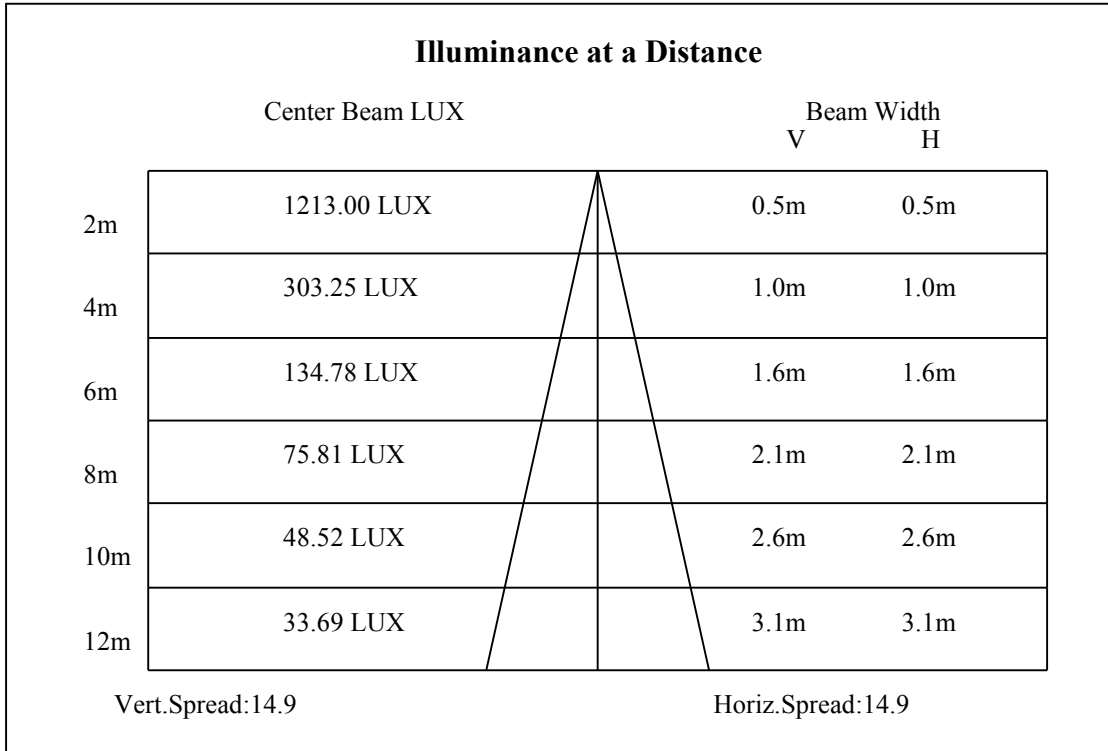 Illuminance at a Distance
Center Beam LUX Beam Width
V H
2m 1213.00 LUX 0.5m 0.5m
4m 303.25 LUX 1.0m 1.0m
6m 134.78 LUX 1.6m 1.6m
8m 75.81 LUX 2.1m 2.1m
10m 48.52 LUX 2.6m 2.6m
12m 33.69 LUX 3.1m 3.1m
Vert.Spread:14.9 Horiz.Spread:14.9